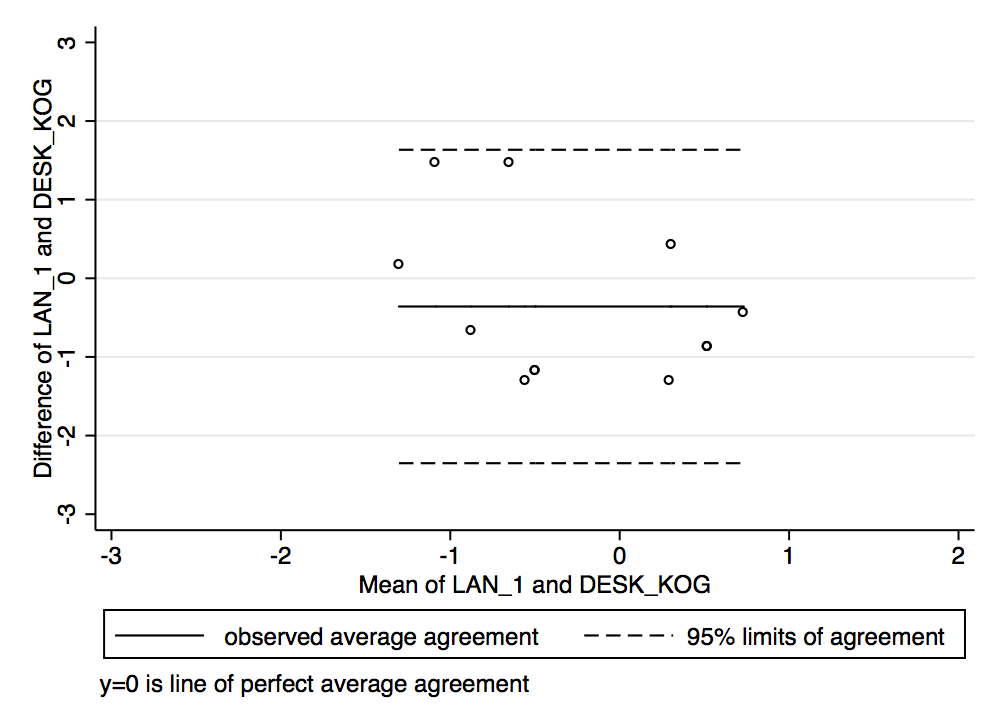 Difference of LAN_1 and DESK_KOG
3
2
1
0
-1
-2
-3
-3 -2 -1 0 1 2
Mean of LAN_1 and DESK_KOG
observed average agreement 95% limits of agreement
y=0 is line of perfect average agreement